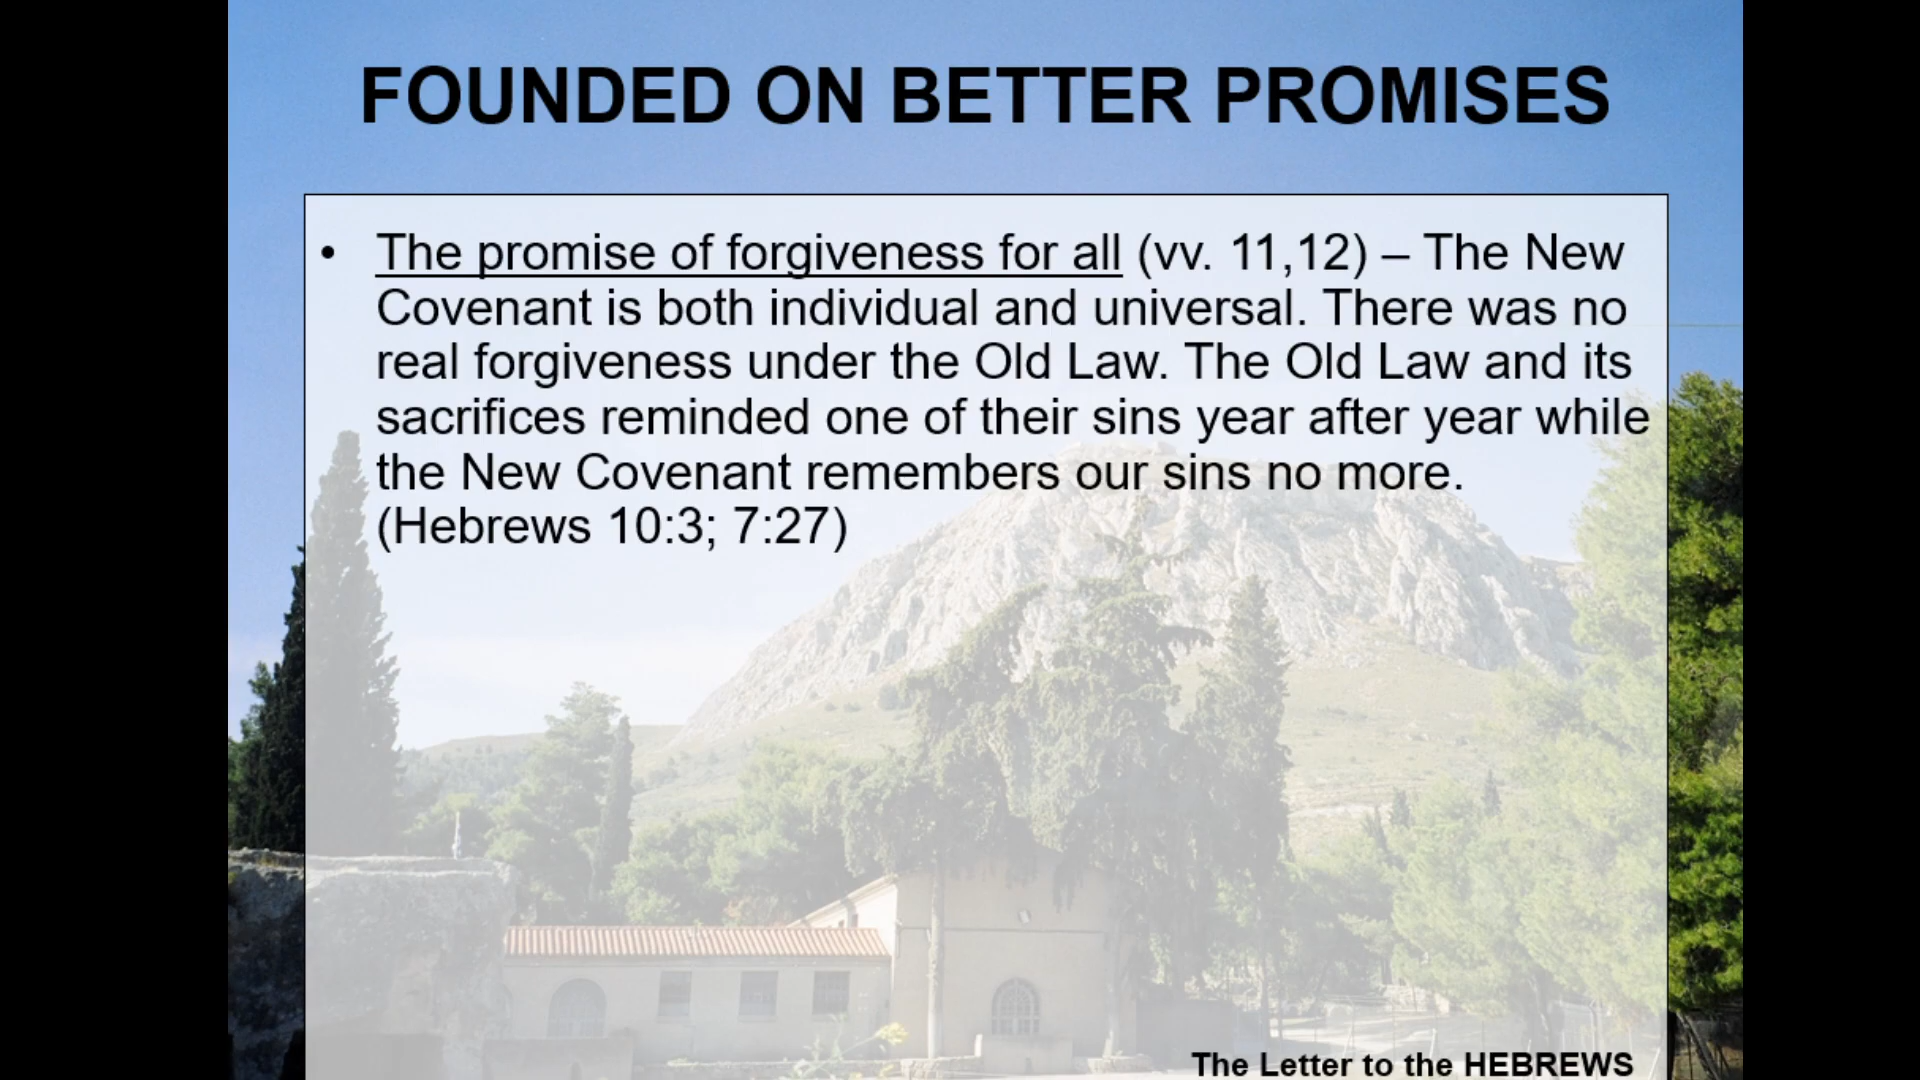 FOUNDED ON BETTER PROMISES
• The promise of forgiveness for all (vv. 11,12) – The New
Covenant is both individual and universal. There was no
real forgiveness under the Old Law. The Old Law and its
sacrifices reminded one of their sins year after year while
the New Covenant remembers our sins no more.
(Hebrews 10:3; 7:27)
The Letter to the HEBREWS